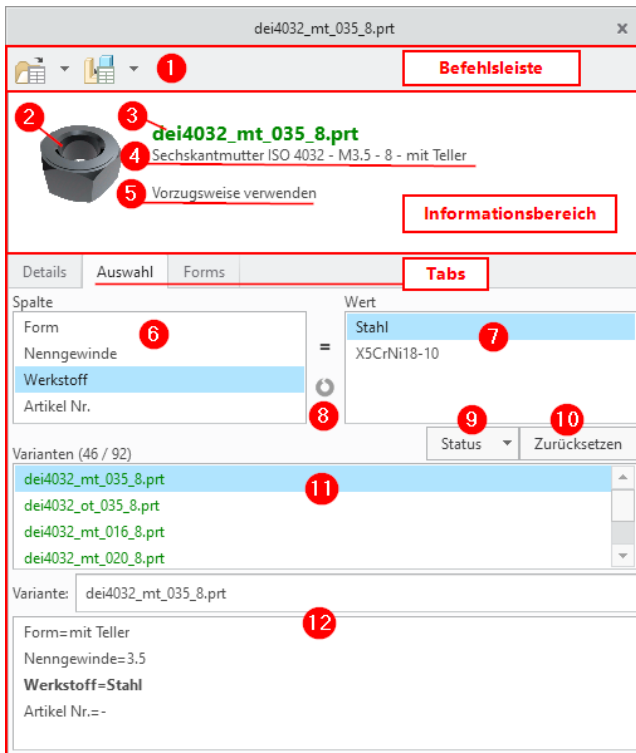 dei4032_mt_035_8.prt x
1 Befehlsleiste
2 3 dei4032_mt_035_8.prt
4 Sechskantmutter ISO 4032 - M3.5 - 8 - mit Teller
5 Vorzugsweise verwenden
Informationsbereich
Details Auswahl Forms Tabs
Spalte Wert
Form 6 Stahl 7
Nenngewinde = X5CrNi18-10
Werkstoff
Artikel Nr. 8
9 10
Varianten (46 / 92) Status Zurücksetzen
dei4032_mt_035_8.prt 11
dei4032_ot_035_8.prt
dei4032_mt_016_8.prt
dei4032_mt_020_8.prt
Variante: dei4032_mt_035_8.prt
12
Form=mit Teller
Nenngewinde=3.5
Werkstoff=Stahl
Artikel Nr.=-